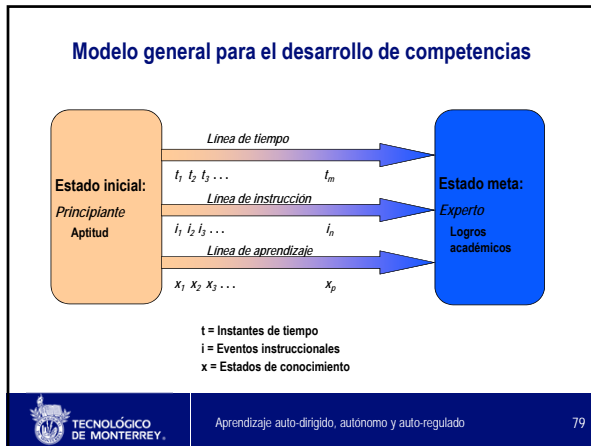 Modelo general para el desarrollo de competencias
Línea de tiempo
t1 t2 t3 . . . tm
Estado inicial:
Principiante
Aptitud
Línea de instrucción
i1 i2 i3 . . . in
Estado meta:
Experto
Logros
académicos
Línea de aprendizaje
x1 x2 x3 . . . xp
t = Instantes de tiempo
i = Eventos instruccionales
x = Estados de conocimiento
TECNOLÓGICO
DE MONTERREY®
Aprendizaje auto-dirigido, autónomo y auto-regulado
79